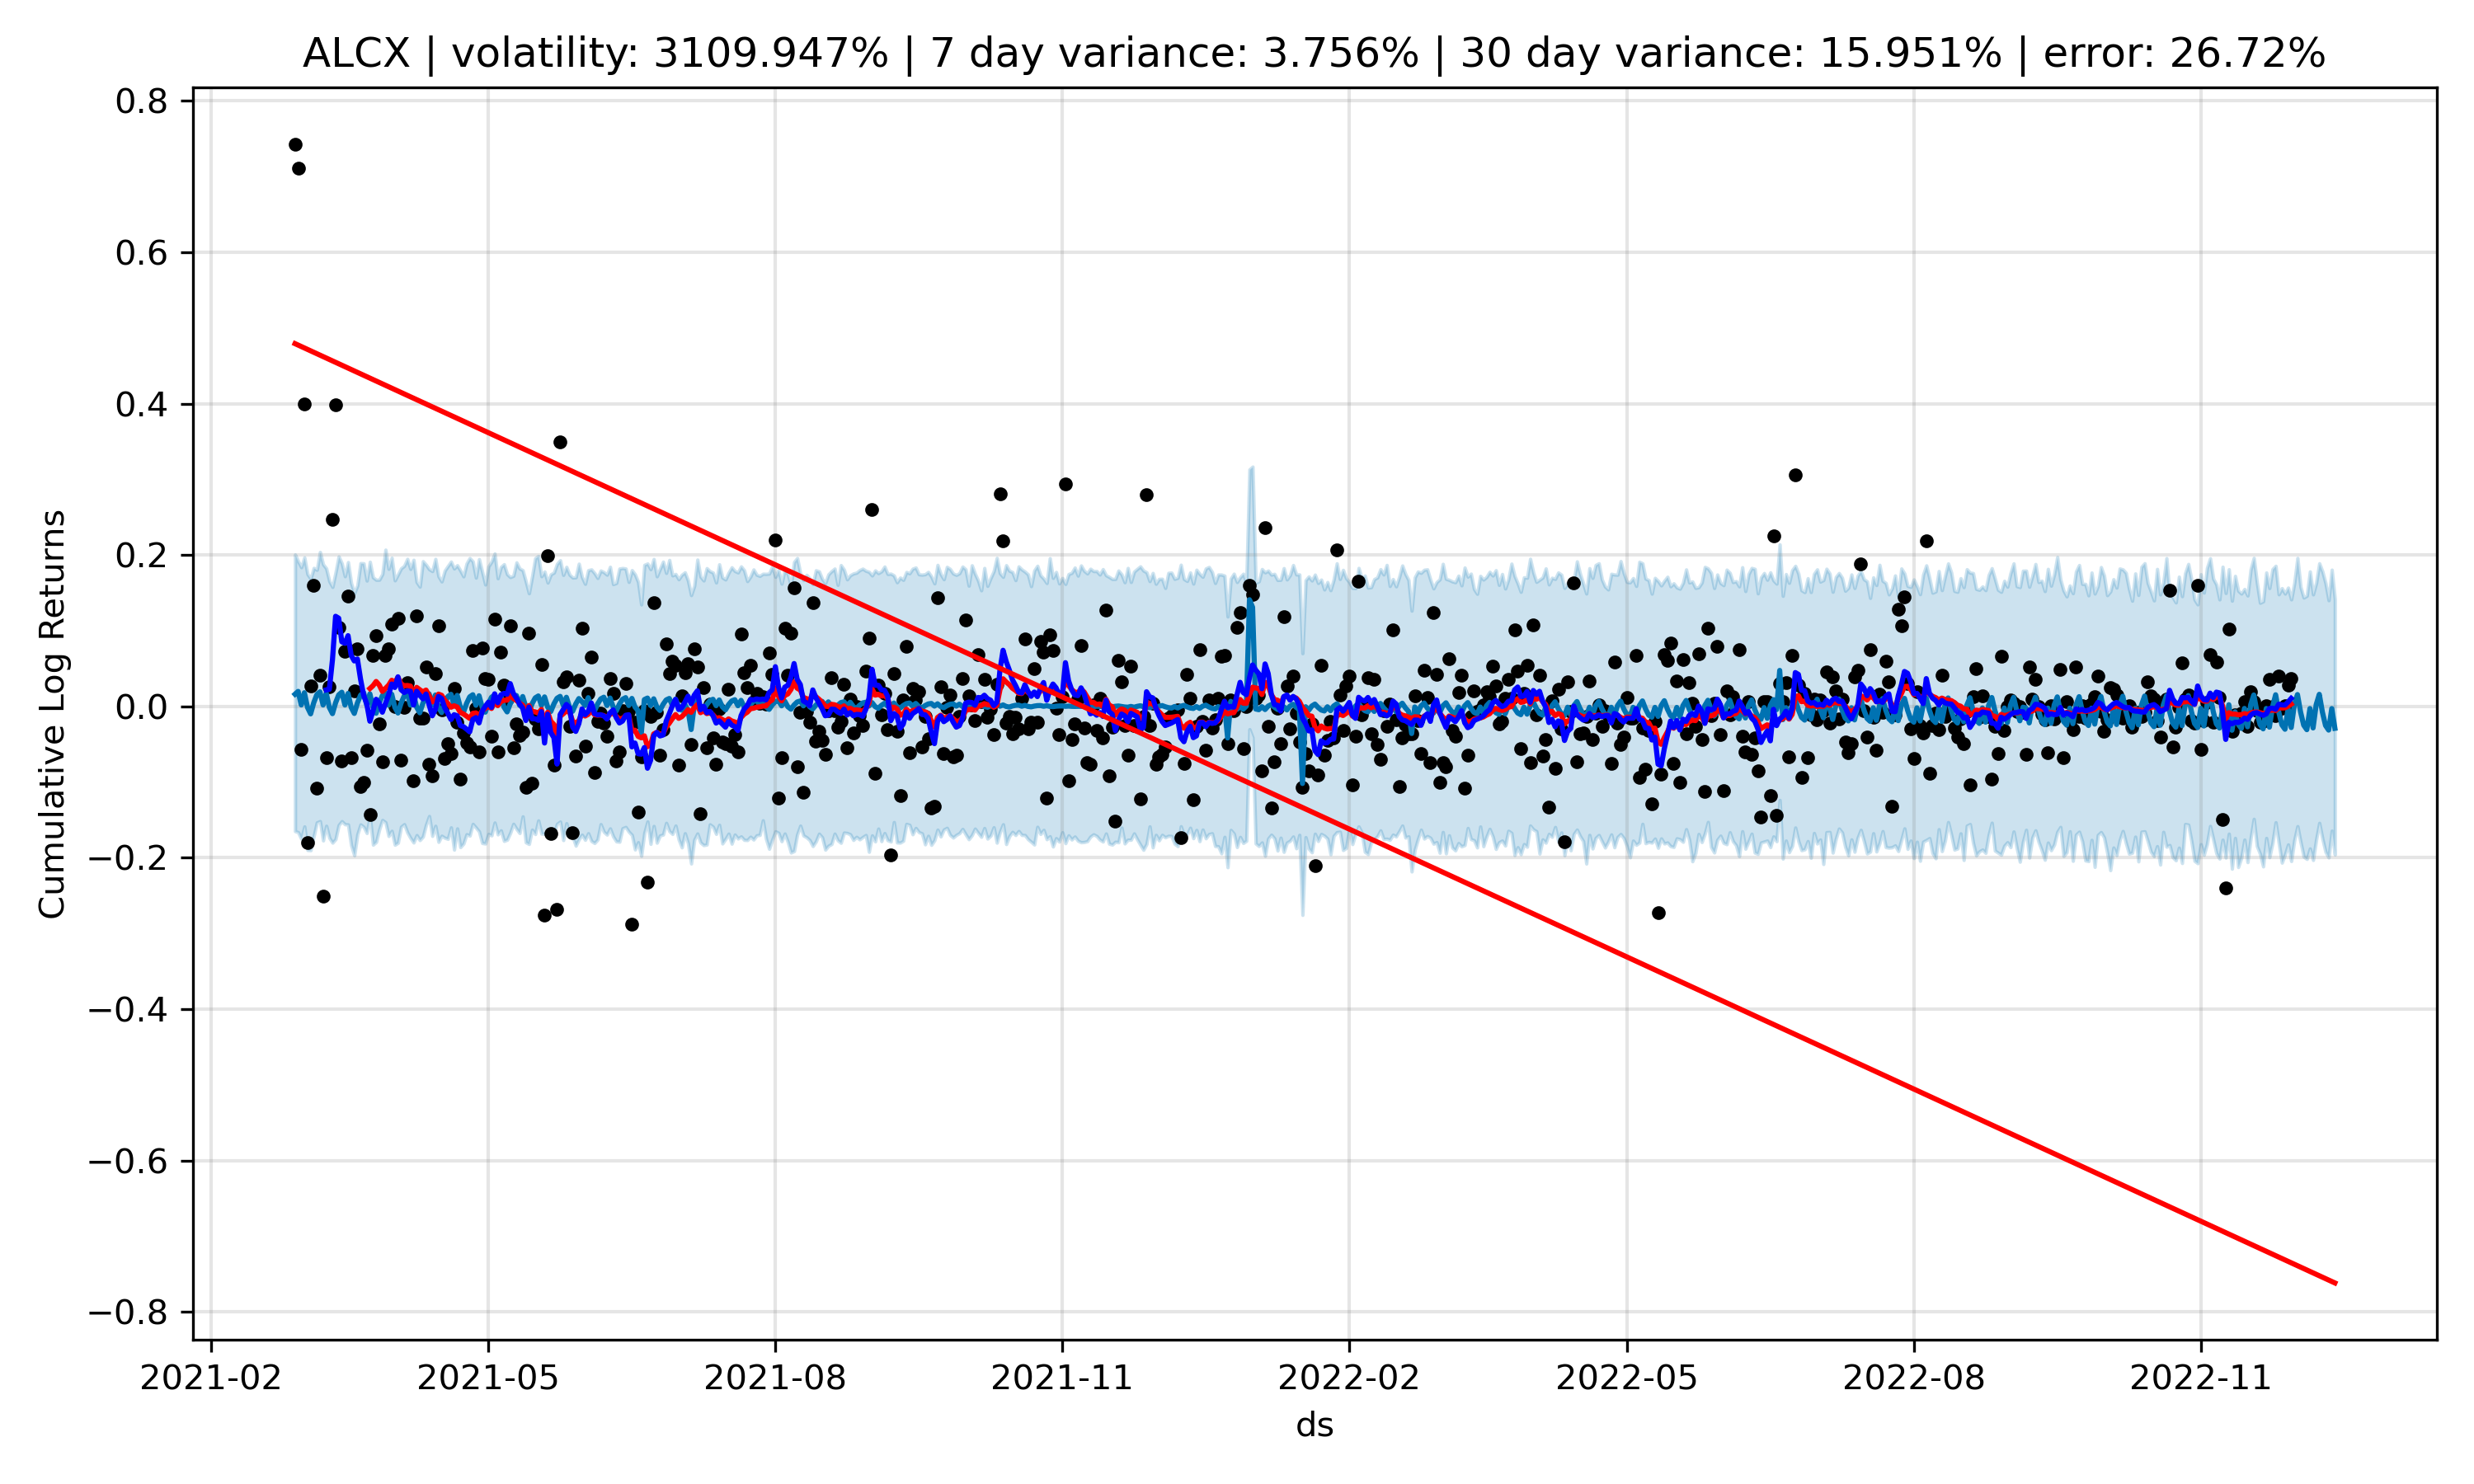 ALCX | volatility: 3109.947% | 7 day variance: 3.756% | 30 day variance: 15.951% | error: 26.72%
0.8
0.6
0.4
0.2
0.0
−0.2
−0.4
−0.6
−0.8
Cumulative Log Returns
2021-02 2021-05 2021-08 2021-11 2022-02 2022-05 2022-08 2022-11
ds